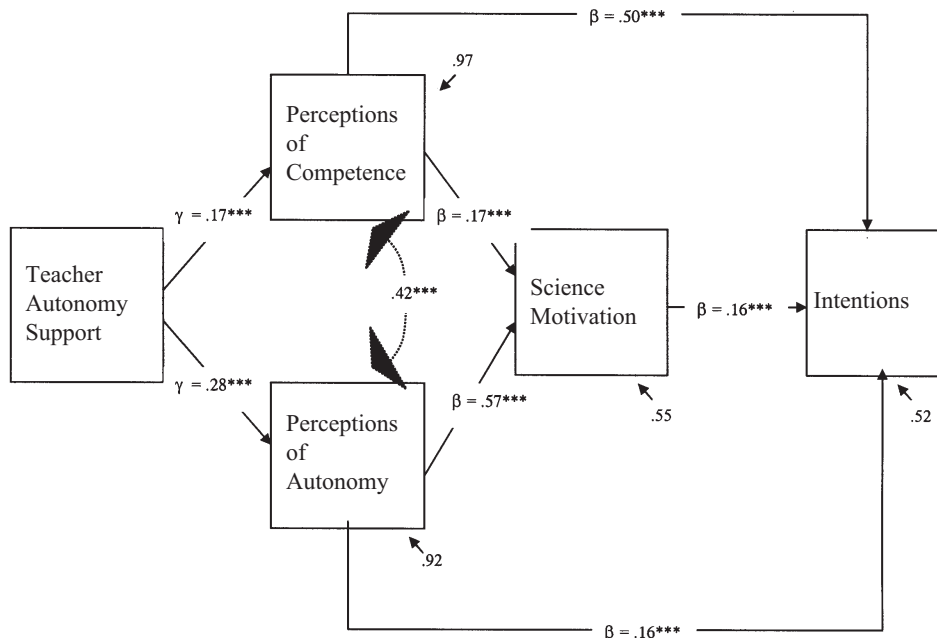 β = .50***
.97
Perceptions
of
Competence
γ = .17***
β = .17***
Teacher
Autonomy
Support
.42***
Science
Motivation
β = .16***
Intentions
γ = .28***
β = .57***
.55
.52
Perceptions
of
Autonomy
.92
β = .16***